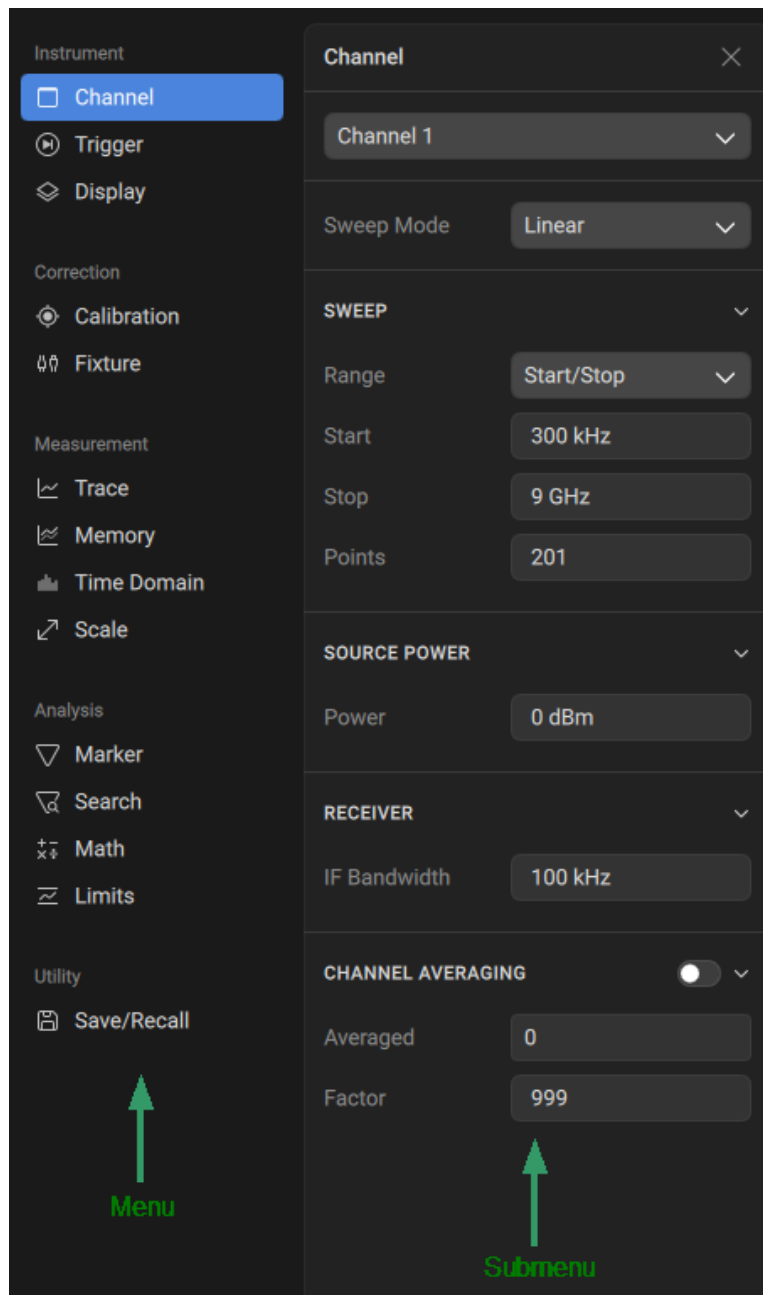 Instrument
Channel
Trigger
Display
Correction
Calibration
Fixture
Measurement
Trace
Memory
Time Domain
Scale
Analysis
Marker
Search
Math
Limits
Utility
Save/Recall
Menu
Channel
Channel 1
Sweep Mode Linear
SWEEP
Range Start/Stop
Start 300 kHz
Stop 9 GHz
Points 201
SOURCE POWER
Power 0 dBm
RECEIVER
IF Bandwidth 100 kHz
CHANNEL AVERAGING
Averaged 0
Factor 999
Submenu